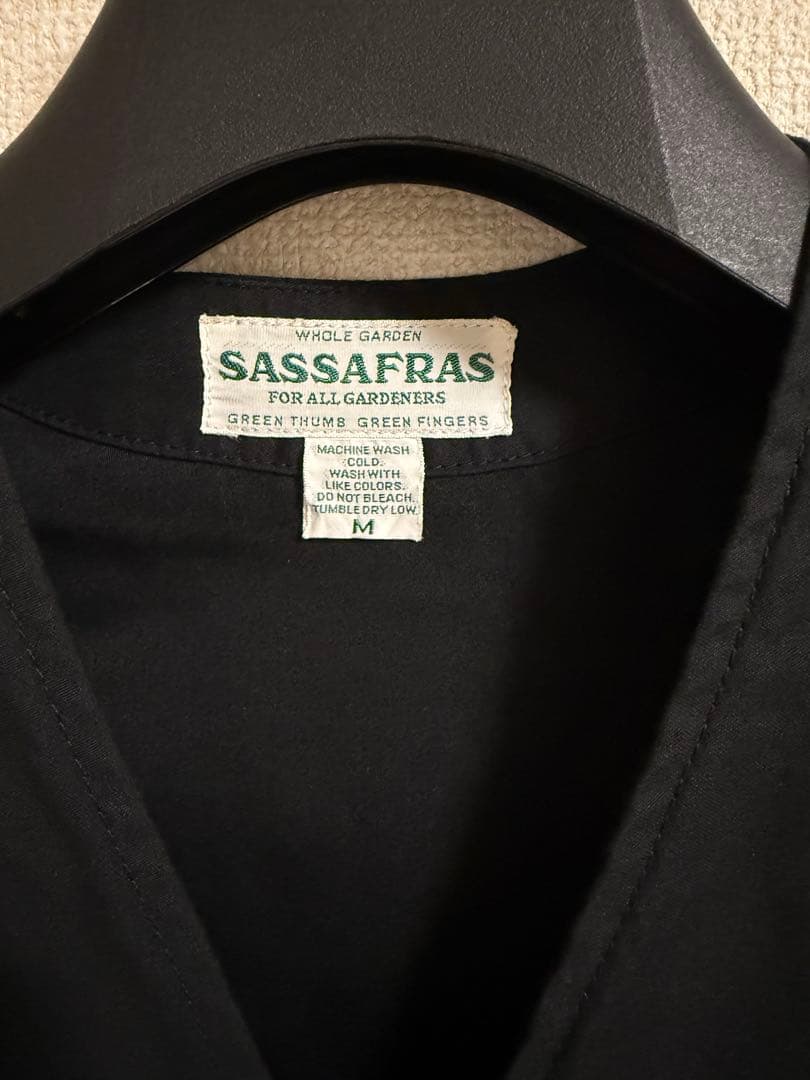 WHOLE GARDEN
SASSAFRAS
FOR ALL GARDENERS
GREEN THUMB GREEN FINGERS
MACHINE WASH
COLD.
WASH WITH
LIKE COLORS.
DO NOT BLEACH.
TUMBLE DRY LOW.
M